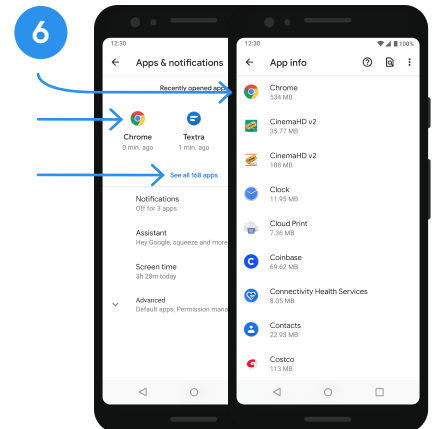 6
12:30
Apps & notifications
Recently opened apps
Chrome
0 min. ago
Textra
1 min. ago
See all 168 apps
Notifications
Off for 3 apps
Assistant
Hey Google, squeeze and more
Screen time
3h 28m today
Advanced
Default apps, Permission mana
12:30
100%
App info
Chrome
534 MB
CinemaHD v2
35.77 MB
CinemaHD v2
188 MB
Clock
11.95 MB
Cloud Print
7.36 MB
Coinbase
69.62 MB
Connectivity Health Services
8.05 MB
Contacts
22.93 MB
Costco
113 MB